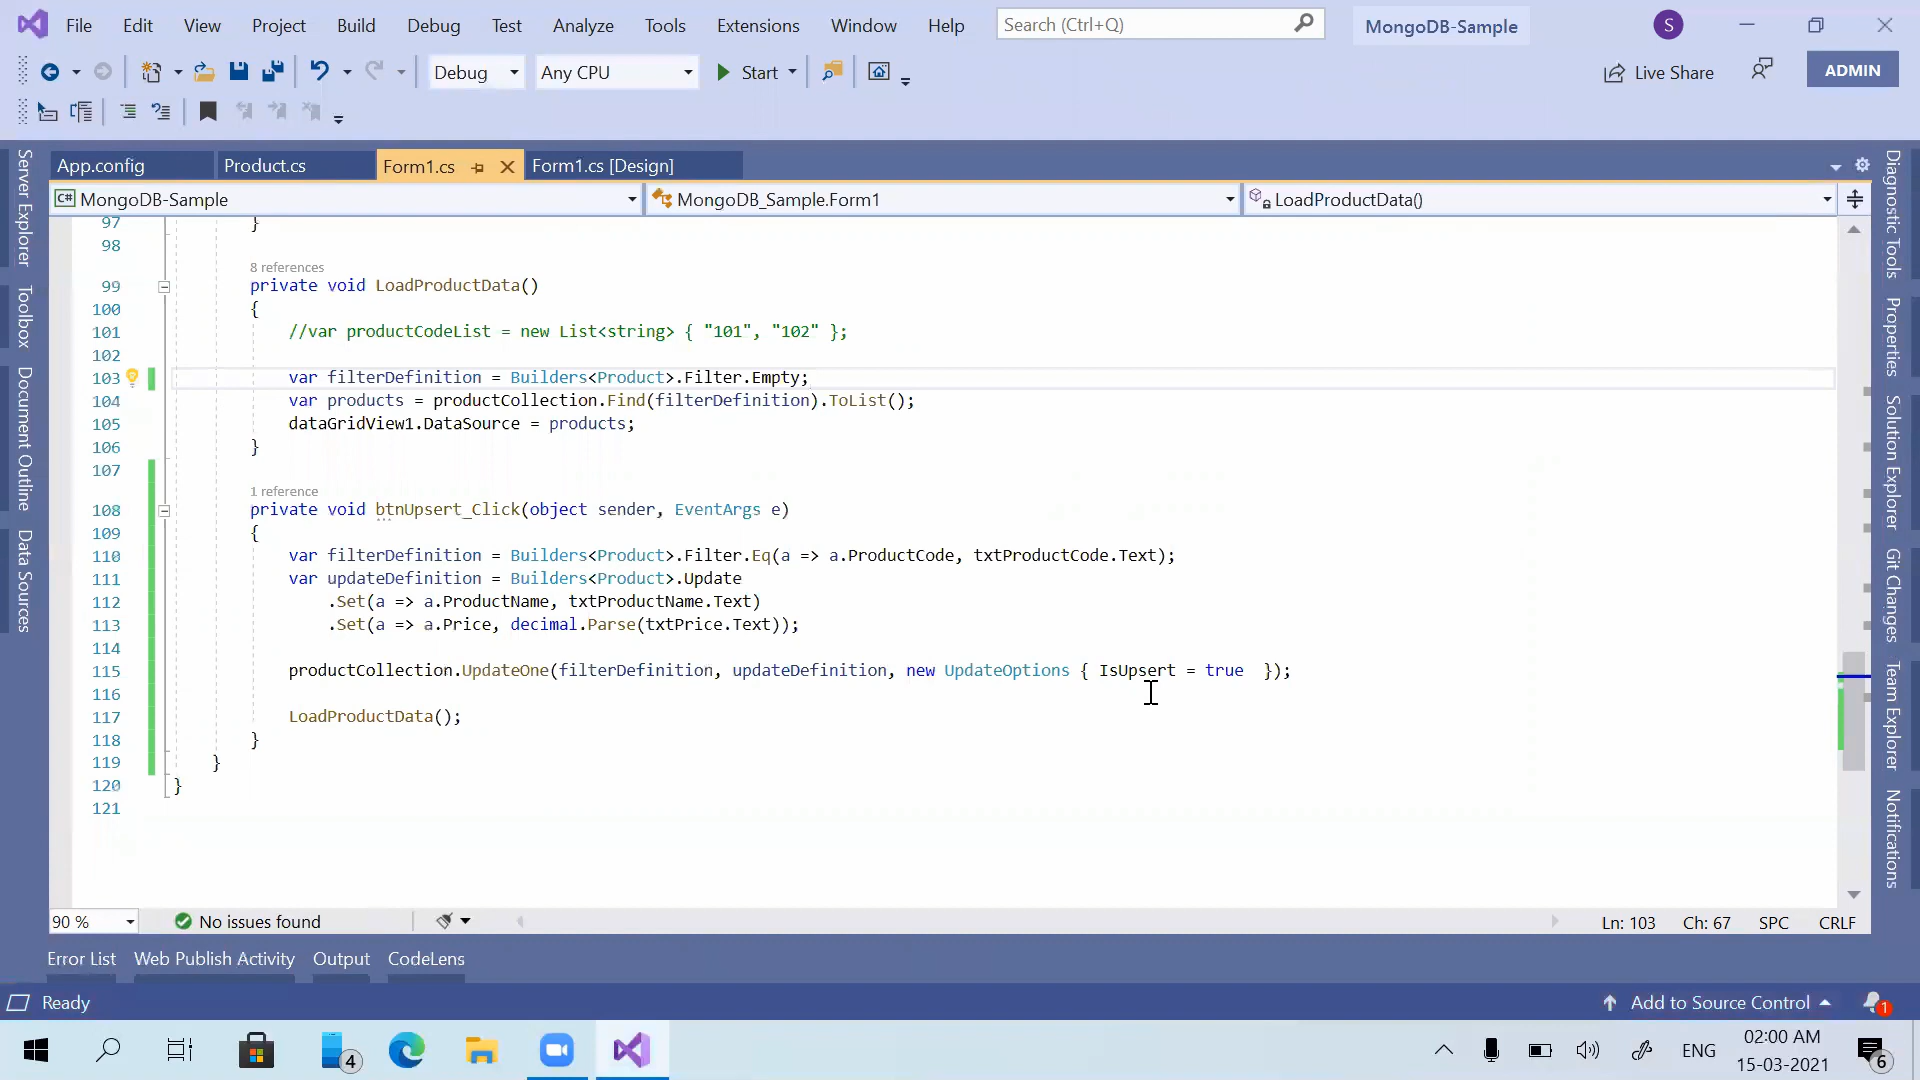 File Edit View Project Build Debug Test Analyze Tools Extensions Window Help Search (Ctrl+Q) MongoDB-Sample S
Debug Any CPU Start Live Share ADMIN
App.config Product.cs Form1.cs Form1.cs [Design]
C# MongoDB-Sample MongoDB_Sample.Form1 LoadProductData()
Server Explorer
Toolbox
Document Outline
Data Sources
97 }
98
8 references
99 private void LoadProductData()
100 {
101 //var productCodeList = new List<string> { "101", "102" };
102
103 var filterDefinition = Builders<Product>.Filter.Empty;
104 var products = productCollection.Find(filterDefinition).ToList();
105 dataGridView1.DataSource = products;
106 }
107
1 reference
108 private void btnUpsert_Click(object sender, EventArgs e)
109 {
110 var filterDefinition = Builders<Product>.Filter.Eq(a => a.ProductCode, txtProductCode.Text);
111 var updateDefinition = Builders<Product>.Update
112 .Set(a => a.ProductName, txtProductName.Text)
113 .Set(a => a.Price, decimal.Parse(txtPrice.Text));
114
115 productCollection.UpdateOne(filterDefinition, updateDefinition, new UpdateOptions { IsUpsert = true });
116
117 LoadProductData();
118 }
119 }
120 }
121
Diagnostic Tools
Properties
Solution Explorer
Git Changes
Team Explorer
Notifications
90 % No issues found Ln: 103 Ch: 67 SPC CRLF
Error List Web Publish Activity Output CodeLens
Ready Add to Source Control 1
4 ENG 02:00 AM
15-03-2021 6